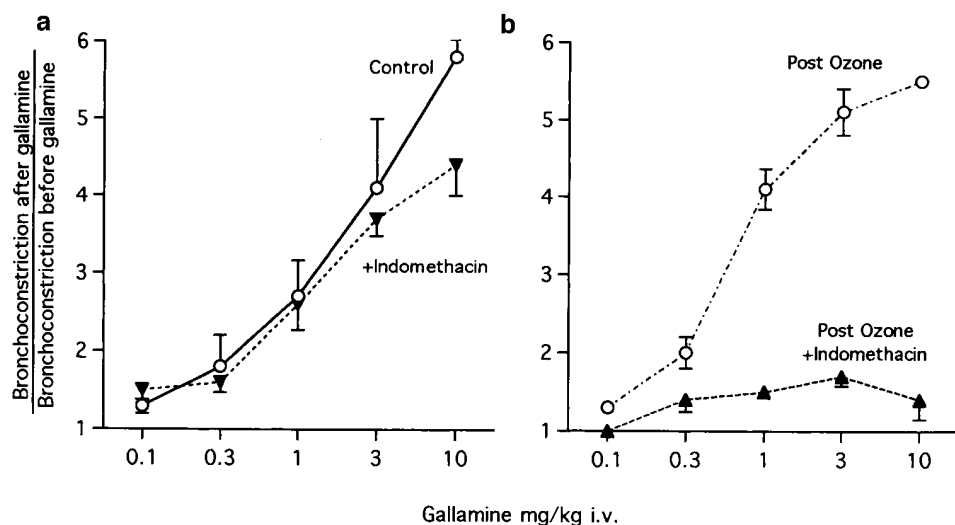 a
Bronchoconstriction after gallamine
Bronchoconstriction before gallamine
6
5
4
3
2
1
Control
+Indomethacin
0.1 0.3 1 3 10
b
6
5
4
3
2
1
Post Ozone
Post Ozone
+Indomethacin
0.1 0.3 1 3 10
Gallamine mg/kg i.v.